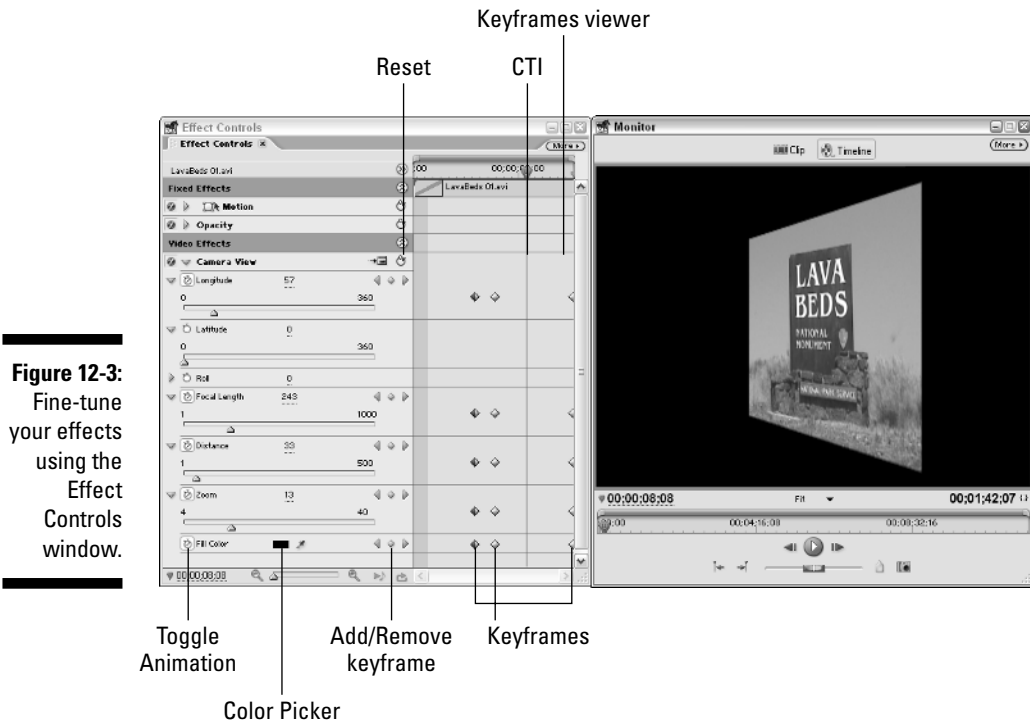 Keyframes viewer
Reset
CTI
Effect Controls
Effect Controls
More
LavaBeds 01.avi
:00
00;00;
00
Fixed Effects
LavaBeds 01.avi
Motion
Opacity
Video Effects
Camera View
Longitude 57
0 360
Latitude 0
0 360
Roll 0
Focal Length 243
1 1000
Distance 33
1 500
Zoom 13
4 40
Fill Color
00;00;08;08
Monitor
Clip Timeline
More
LAVA
BEDS
NATIONAL
MONUMENT
NATIONAL PARK SERVICE
00;00;08;08 Fit 00;01;42;07
00;04;16;08 00;08;32;16
Figure 12-3:
Fine-tune
your effects
using the
Effect
Controls
window.
Toggle
Animation
Color Picker
Add/Remove
keyframe
Keyframes